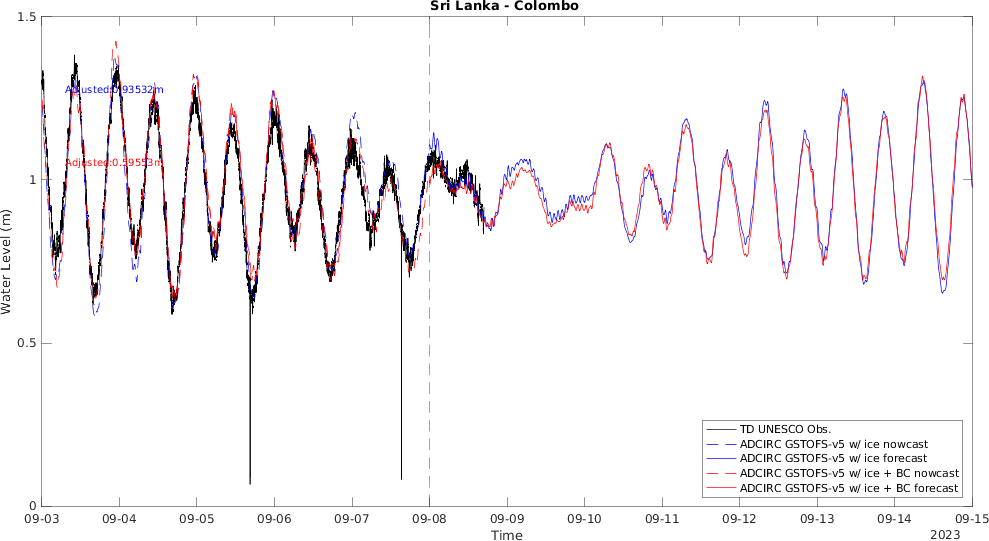 Sri Lanka - Colombo
1.5
Adjusted:0.93532m
Adjusted:0.59553m
1
Water Level (m)
0.5
TD UNESCO Obs.
ADCIRC GSTOFS-v5 w/ ice nowcast
ADCIRC GSTOFS-v5 w/ ice forecast
ADCIRC GSTOFS-v5 w/ ice + BC nowcast
ADCIRC GSTOFS-v5 w/ ice + BC forecast
0
09-03 09-04 09-05 09-06 09-07 09-08 09-09 09-10 09-11 09-12 09-13 09-14 09-15
Time
2023